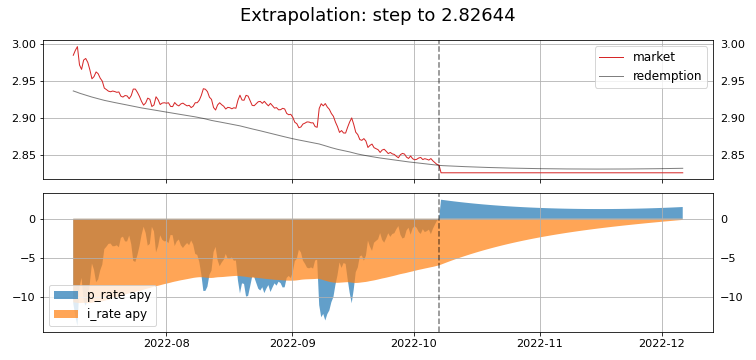 Extrapolation: step to 2.82644
3.00 3.00
market
redemption
2.95 2.95
2.90 2.90
2.85 2.85
0 0
−5 −5
−10 −10
p_rate apy
i_rate apy
2022-08 2022-09 2022-10 2022-11 2022-12